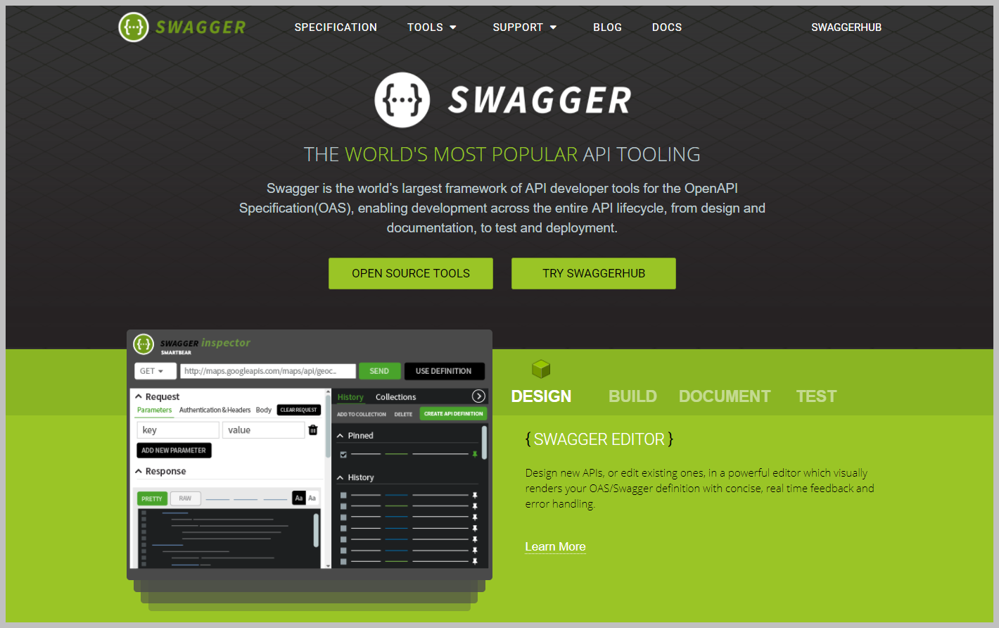 SWAGGER
SPECIFICATION TOOLS SUPPORT BLOG DOCS SWAGGERHUB
SWAGGER
THE WORLD'S MOST POPULAR API TOOLING
Swagger is the world’s largest framework of API developer tools for the OpenAPI
Specification(OAS), enabling development across the entire API lifecycle, from design and
documentation, to test and deployment.
OPEN SOURCE TOOLS TRY SWAGGERHUB
SWAGGER inspector
SMARTBEAR
GET http://maps.googleapis.com/maps/api/geoc.. SEND USE DEFINITION
Request
Parameters Authentication & Headers Body CLEAR REQUEST
key value
ADD NEW PARAMETER
Response
PRETTY RAW Aa Aa
History Collections
ADD TO COLLECTION DELETE CREATE API DEFINITION
Pinned
History
DESIGN BUILD DOCUMENT TEST
{ SWAGGER EDITOR }
Design new APIs, or edit existing ones, in a powerful editor which visually
renders your OAS/Swagger definition with concise, real time feedback and
error handling.
Learn More